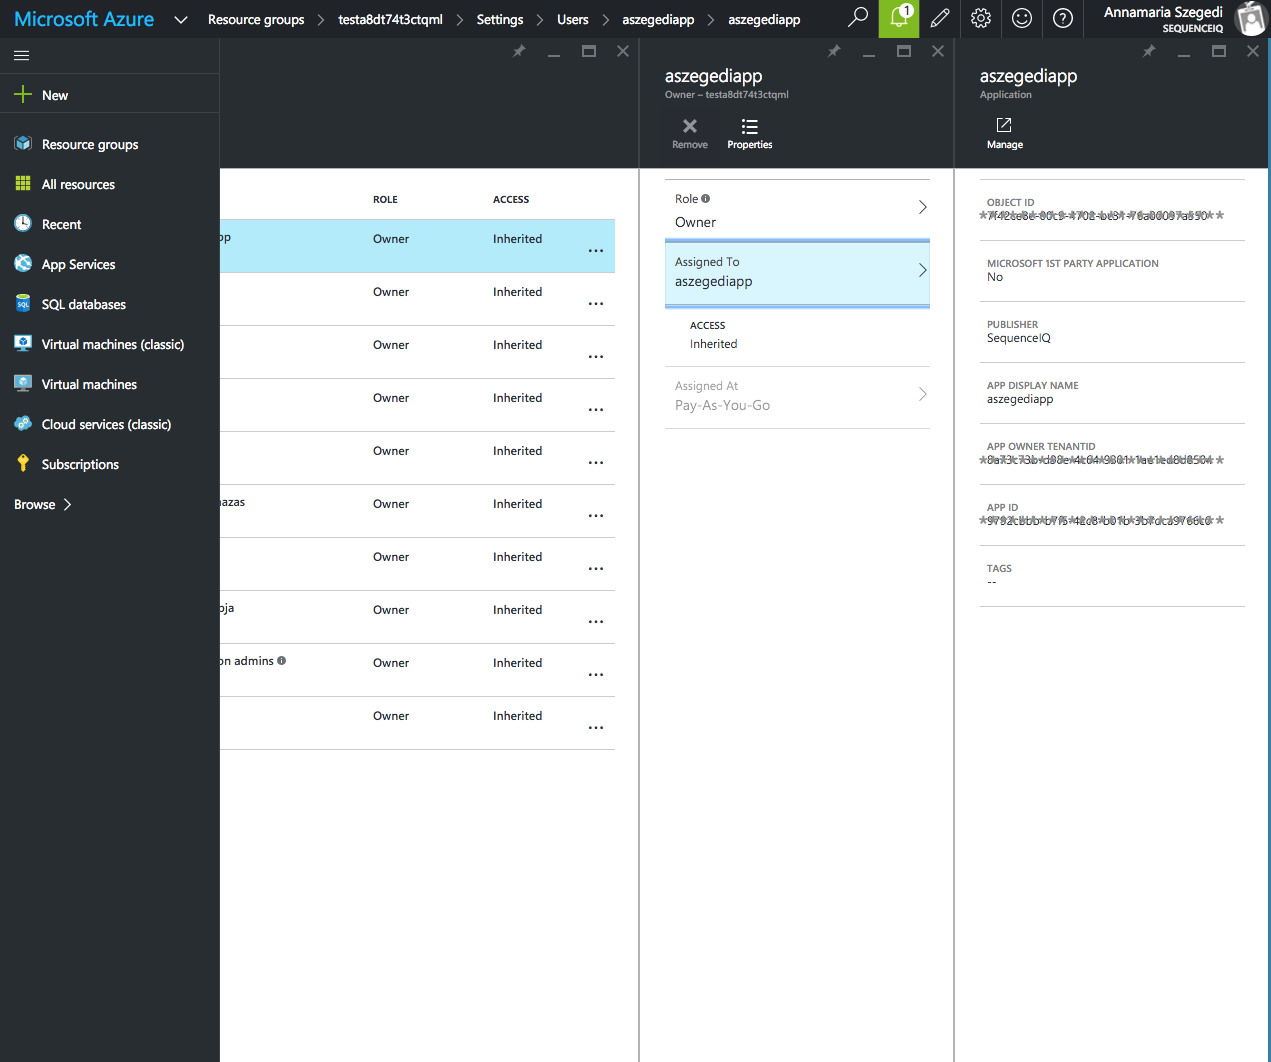 Microsoft Azure
Resource groups > testa8dt74t3ctqml > Settings > Users > aszegediapp > aszegediapp
1
Annamaria Szegedi
SEQUENCEIQ
New
Resource groups
All resources
Recent
App Services
SQL databases
Virtual machines (classic)
Virtual machines
Cloud services (classic)
Subscriptions
Browse >
ROLE ACCESS
pp Owner Inherited ...
Owner Inherited ...
Owner Inherited ...
Owner Inherited ...
Owner Inherited ...
nazas Owner Inherited ...
Owner Inherited ...
oja Owner Inherited ...
on admins Owner Inherited ...
Owner Inherited ...
aszegediapp
Owner – testa8dt74t3ctqml
Remove Properties
Role
Owner
Assigned To
aszegediapp
ACCESS
Inherited
Assigned At
Pay-As-You-Go
aszegediapp
Application
Manage
OBJECT ID
MICROSOFT 1ST PARTY APPLICATION
No
PUBLISHER
SequenceIQ
APP DISPLAY NAME
aszegediapp
APP OWNER TENANTID
APP ID
TAGS
--